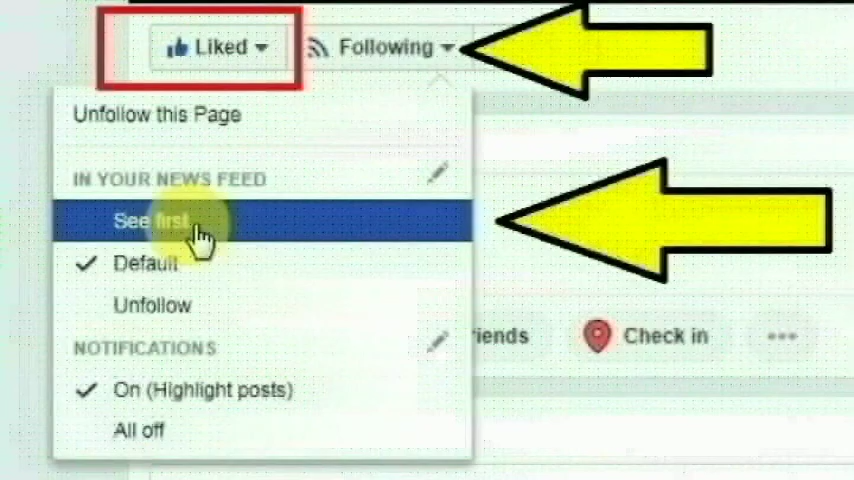 Liked Following
Unfollow this Page
IN YOUR NEWS FEED
See first
Default
Unfollow
riends Check in
NOTIFICATIONS
On (Highlight posts)
All off